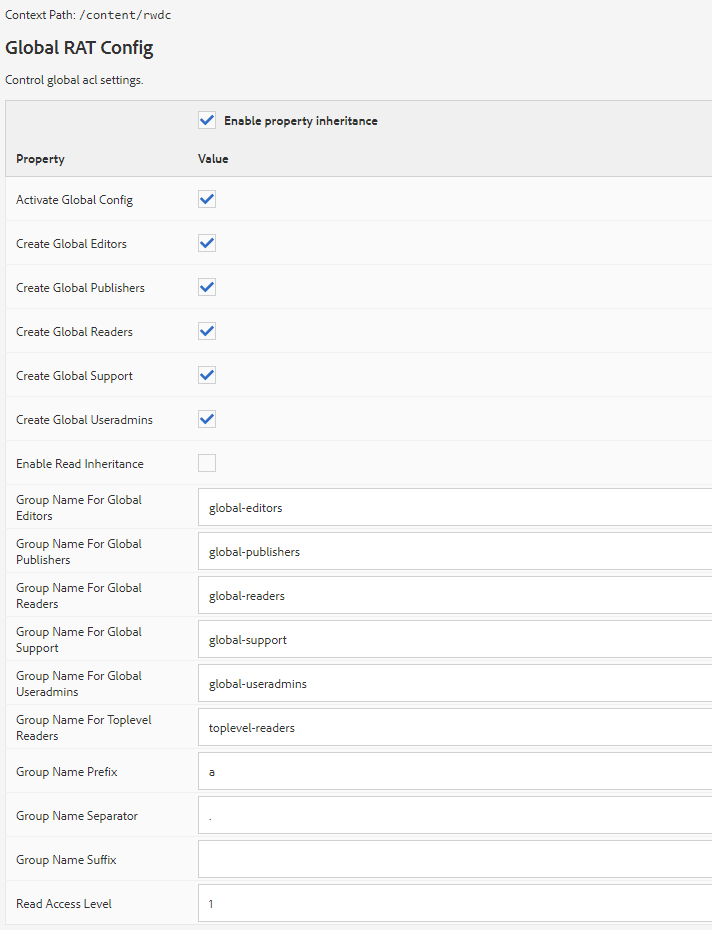 Context Path: /content/rwdc
Global RAT Config
Control global acl settings.
Enable property inheritance
Property Value
Activate Global Config
Create Global Editors
Create Global Publishers
Create Global Readers
Create Global Support
Create Global Useradmins
Enable Read Inheritance
Group Name For Global
Editors
global-editors
Group Name For Global
Publishers
global-publishers
Group Name For Global
Readers
global-readers
Group Name For Global
Support
global-support
Group Name For Global
Useradmins
global-useradmins
Group Name For Toplevel
Readers
toplevel-readers
Group Name Prefix a
Group Name Separator .
Group Name Suffix
Read Access Level 1